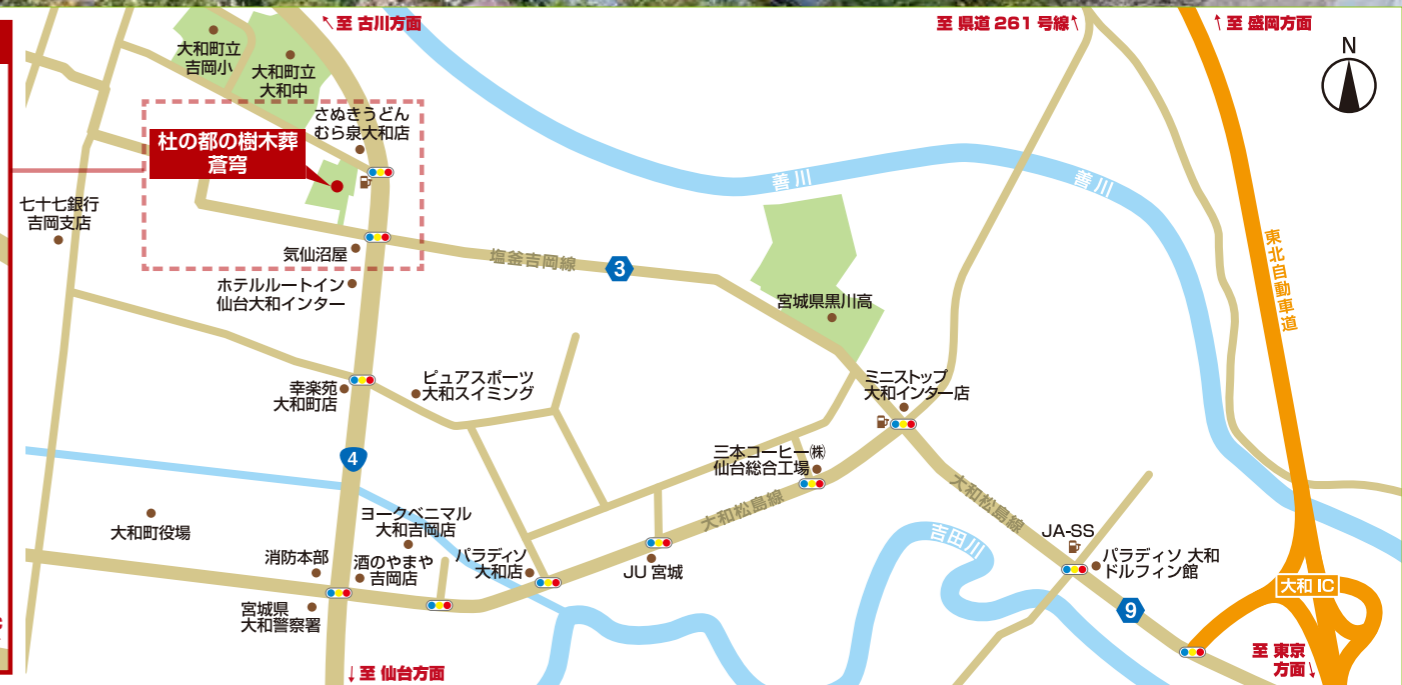 至 古川方面
至 県道 261 号線
至 盛岡方面
N
大和町立
吉岡小
大和町立
大和中
さぬきうどん
むら泉大和店
杜の都の樹木葬
蒼穹
七十七銀行
吉岡支店
気仙沼屋
ホテルルートイン
仙台大和インター
塩釜吉岡線
3
善川
善川
東北自動車道
宮城県黒川高
幸楽苑
大和町店
ピュアスポーツ
大和スイミング
ミニストップ
大和インター店
三本コーヒー㈱
仙台総合工場
4
大和松島線
大和松島線
大和町役場
ヨークベニマル
大和吉岡店
消防本部
酒のやまや
吉岡店
パラディソ
大和店
JU 宮城
吉田川
JA-SS
パラディソ 大和
ドルフィン館
宮城県
大和警察署
9
大和 IC
至 仙台方面
至 東京
方面